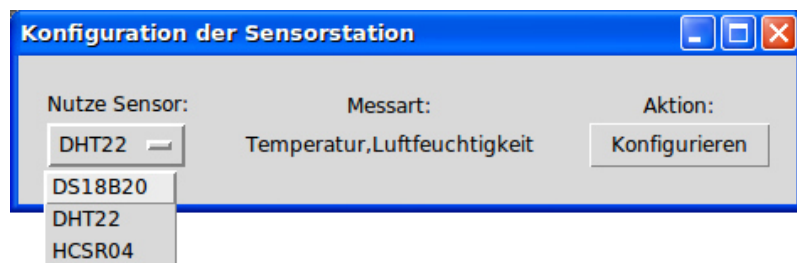 Konfiguration der Sensorstation
Nutze Sensor: Messart: Aktion:
DHT22 Temperatur,Luftfeuchtigkeit Konfigurieren
DS18B20
DHT22
HCSR04